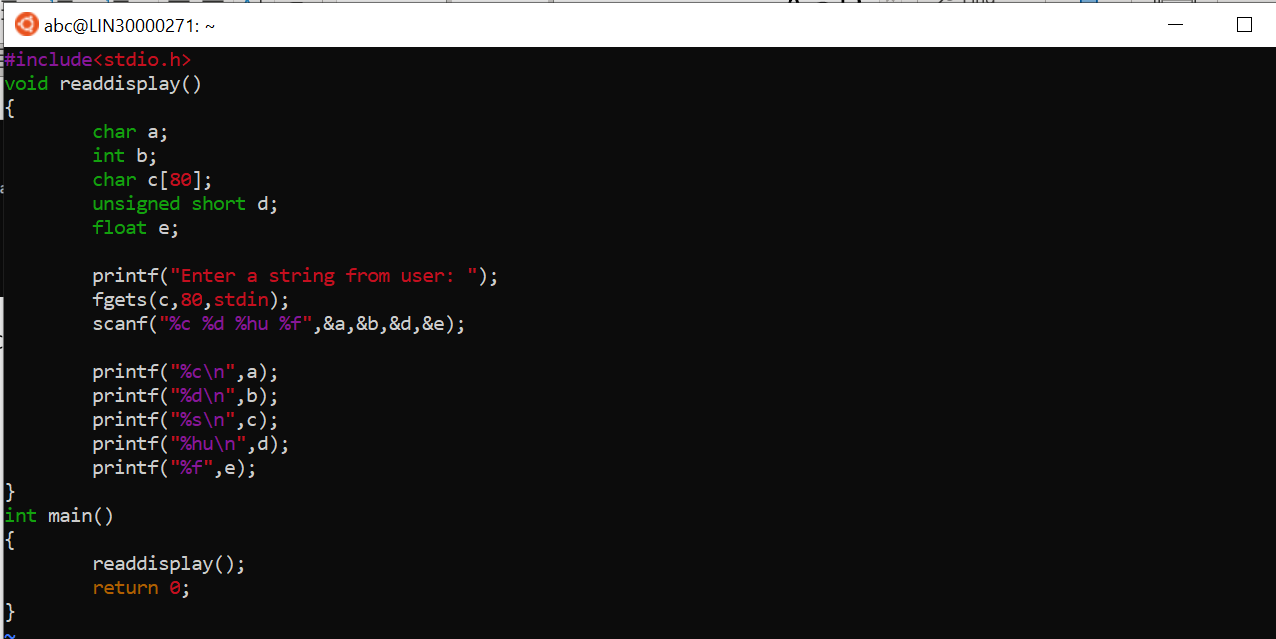 abc@LIN30000271: ~
#include<stdio.h>
void readdisplay()
{
        char a;
        int b;
        char c[80];
        unsigned short d;
        float e;

        printf("Enter a string from user: ");
        fgets(c,80,stdin);
        scanf("%c %d %hu %f",&a,&b,&d,&e);

        printf("%c\n",a);
        printf("%d\n",b);
        printf("%s\n",c);
        printf("%hu\n",d);
        printf("%f",e);
}
int main()
{
        readdisplay();
        return 0;
}
~